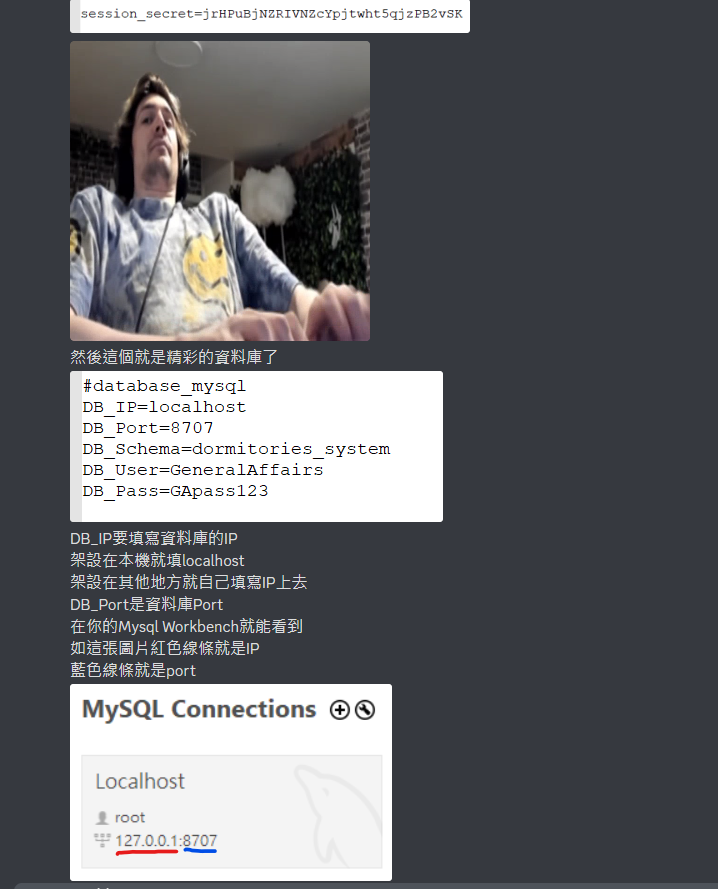 session_secret=jrHPuBjNZRIVNZcYpjtwht5qjzPB2vSK
然後這個就是精彩的資料庫了
#database_mysql
DB_IP=localhost
DB_Port=8707
DB_Schema=dormitories_system
DB_User=GeneralAffairs
DB_Pass=GApass123
DB_IP要填寫資料庫的IP
架設在本機就填localhost
架設在其他地方就自己填寫IP上去
DB_Port是資料庫Port
在你的Mysql Workbench就能看到
如這張圖片紅色線條就是IP
藍色線條就是port
MySQL Connections
Localhost
root
127.0.0.1:8707